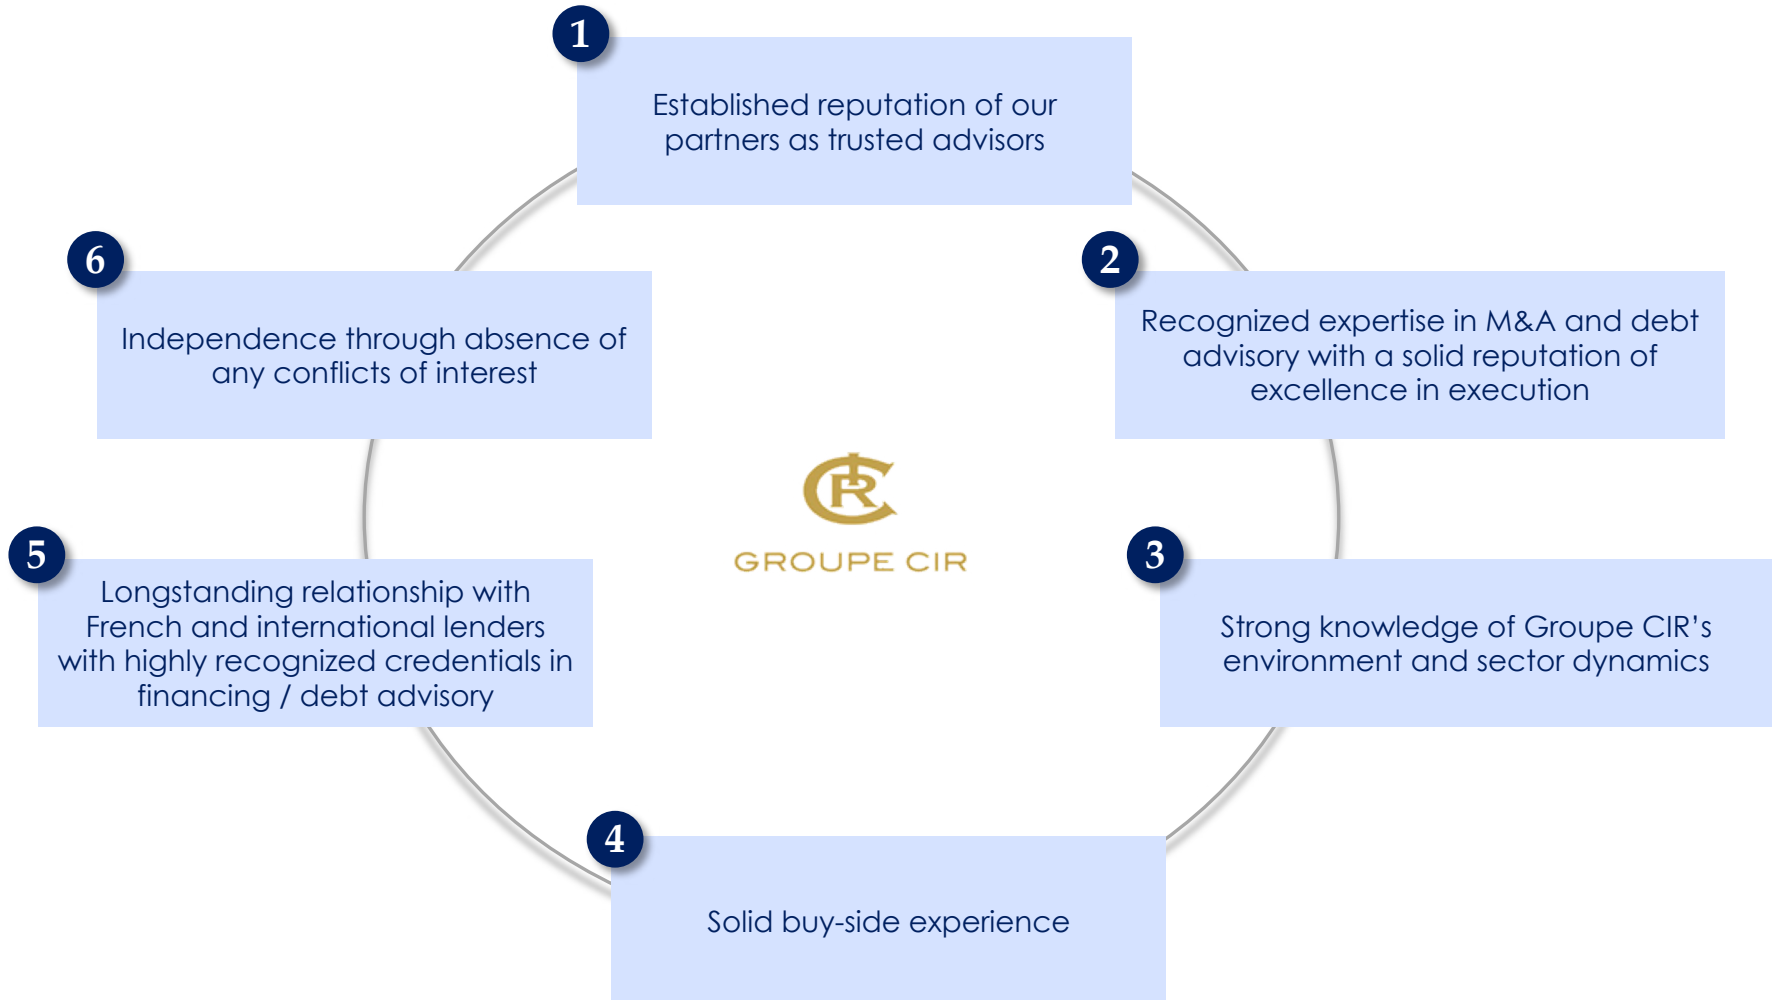 1
Established reputation of our
partners as trusted advisors
2
Recognized expertise in M&A and debt
advisory with a solid reputation of
excellence in execution
3
Strong knowledge of Groupe CIR’s
environment and sector dynamics
4
Solid buy-side experience
5
Longstanding relationship with
French and international lenders
with highly recognized credentials in
financing / debt advisory
6
Independence through absence of
any conflicts of interest
CIR
GROUPE CIR